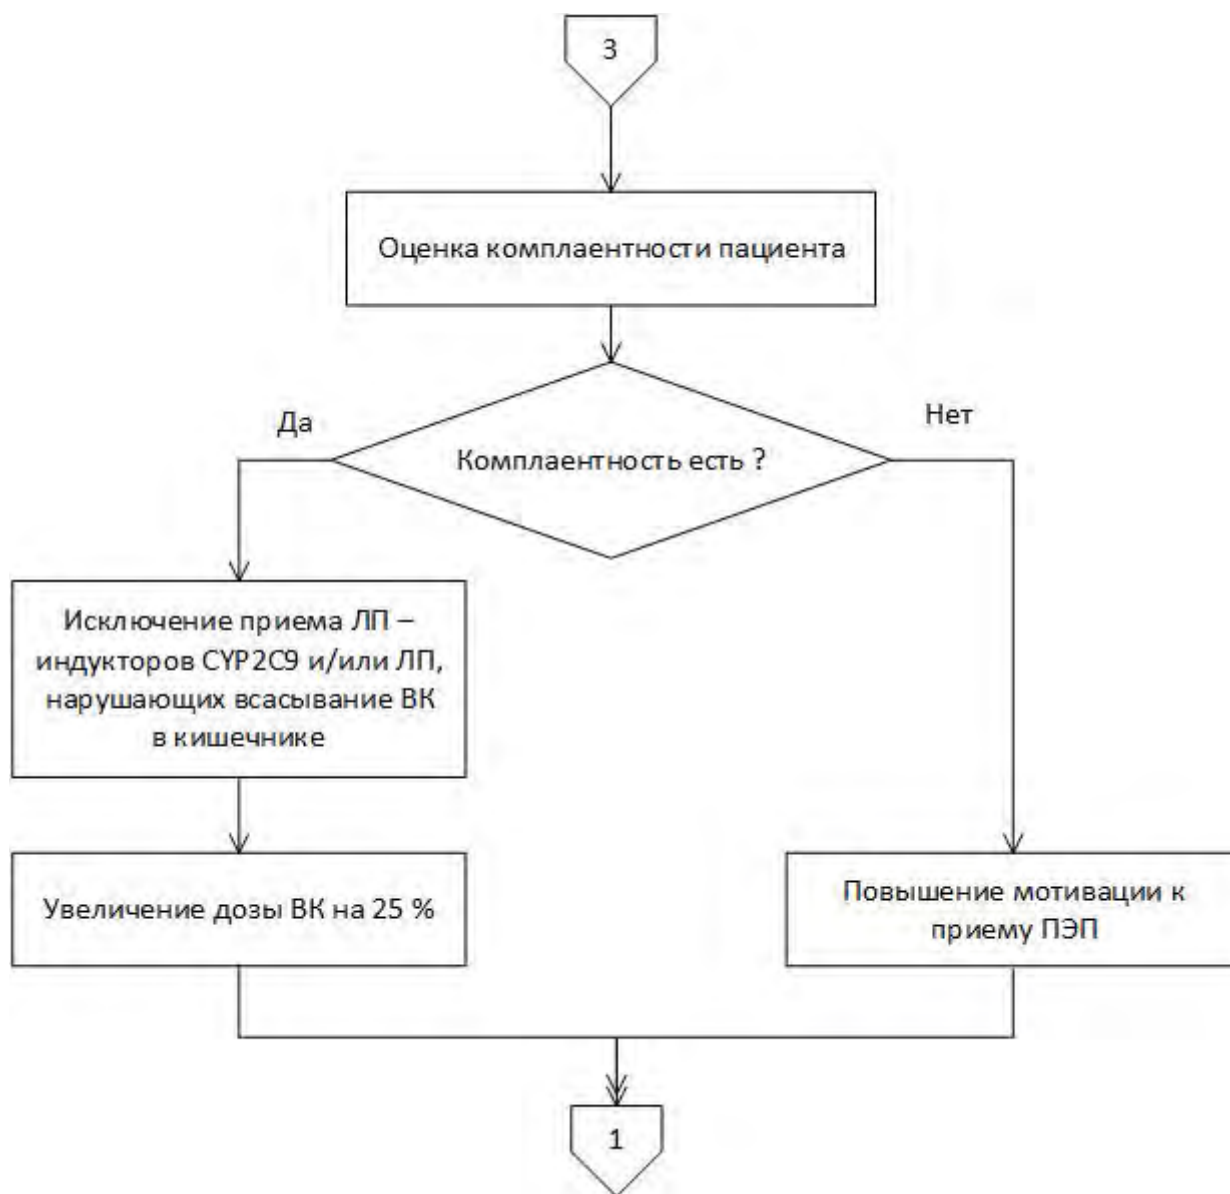 3
Оценка комплаентности пациента
Да
Нет
Комплаентность есть ?
Исключение приема ЛП –
индукторов CYP2C9 и/или ЛП,
нарушающих всасывание ВК
в кишечнике
Увеличение дозы ВК на 25 %
Повышение мотивации к
приему ПЭП
1